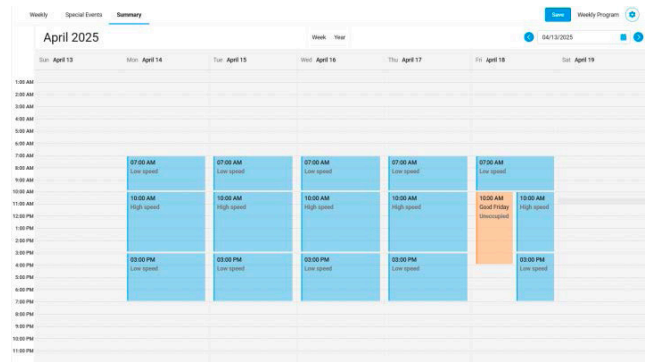 Weekly Special Events Summary Save Weekly Program
April 2025 Week Year 04/13/2025
Sun April 13 Mon April 14 Tue April 15 Wed April 16 Thu April 17 Fri April 18 Sat April 19
1:00 AM
2:00 AM
3:00 AM
4:00 AM
5:00 AM
6:00 AM
7:00 AM
07:00 AM 07:00 AM 07:00 AM 07:00 AM 07:00 AM
8:00 AM
Low speed Low speed Low speed Low speed Low speed
9:00 AM
10:00 AM
10:00 AM 10:00 AM 10:00 AM 10:00 AM 10:00 AM 10:00 AM
11:00 AM
High speed High speed High speed High speed Good Friday High speed
Unoccupied
12:00 PM
1:00 PM
2:00 PM
3:00 PM
03:00 PM 03:00 PM 03:00 PM 03:00 PM 03:00 PM
4:00 PM
Low speed Low speed Low speed Low speed Low speed
5:00 PM
6:00 PM
7:00 PM
8:00 PM
9:00 PM
10:00 PM
11:00 PM